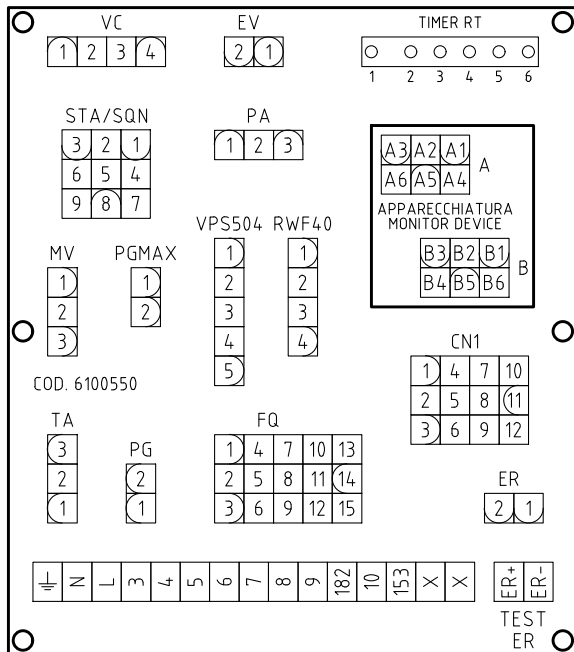 VC
1 2 3 4
EV
2 1
TIMER RT
1 2 3 4 5 6
STA/SQN
3 2 1
6 5 4
9 8 7
PA
1 2 3
A3 A2 A1
A6 A5 A4
A
APPARECCHIATURA
MONITOR DEVICE
B3 B2 B1
B4 B5 B6
B
MV
1
2
3
PGMAX
1
2
VPS504
1
2
3
4
5
RWF40
1
2
3
4
CN1
1 4 7 10
2 5 8 11
3 6 9 12
COD. 6100550
TA
3
2
1
PG
2
1
FQ
1 4 7 10 13
2 5 8 11 14
3 6 9 12 15
ER
2 1
N L 3 4 5 6 7 8 9 182 10 153 X X
ER+ ER-
TEST
ER